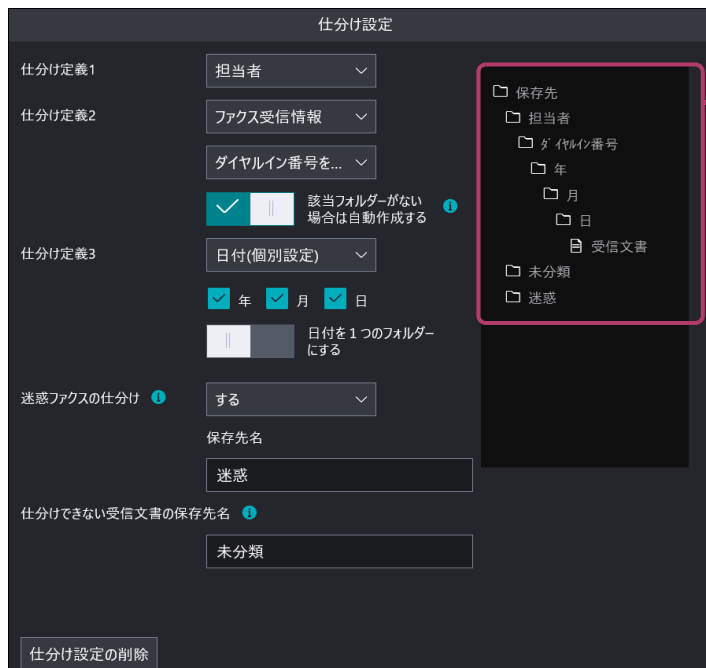 仕分け設定
仕分け定義1
担当者
仕分け定義2
ファクス受信情報
ダイヤルイン番号を...
該当フォルダーがない
場合は自動作成する
仕分け定義3
日付(個別設定)
年 月 日
日付を１つのフォルダー
にする
迷惑ファクスの仕分け
する
保存先名
迷惑
仕分けできない受信文書の保存先名
未分類
仕分け設定の削除
保存先
担当者
ﾀﾞｲﾔﾙｲﾝ番号
年
月
日
受信文書
未分類
迷惑